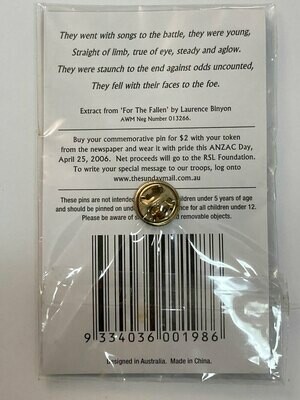 They went with songs to the battle, they were young,
Straight of limb, true of eye, steady and aglow.
They were staunch to the end against odds uncounted,
They fell with their faces to the foe.
Extract from 'For The Fallen' by Laurence Binyon
AWM Neg Number 013266.
Buy your commemorative pin for $2 with your token
from the newspaper and wear it with pride this ANZAC Day,
April 25, 2006. Net proceeds will go to the RSL Foundation.
To write your special message to our troops, log onto
www.thesundaymail.com.au
These pins are not intended children under 5 years of age
and should be pinned on for all children under 12.
Please be aware of removable objects.
9 334036 001986
Designed in Australia. Made in China.